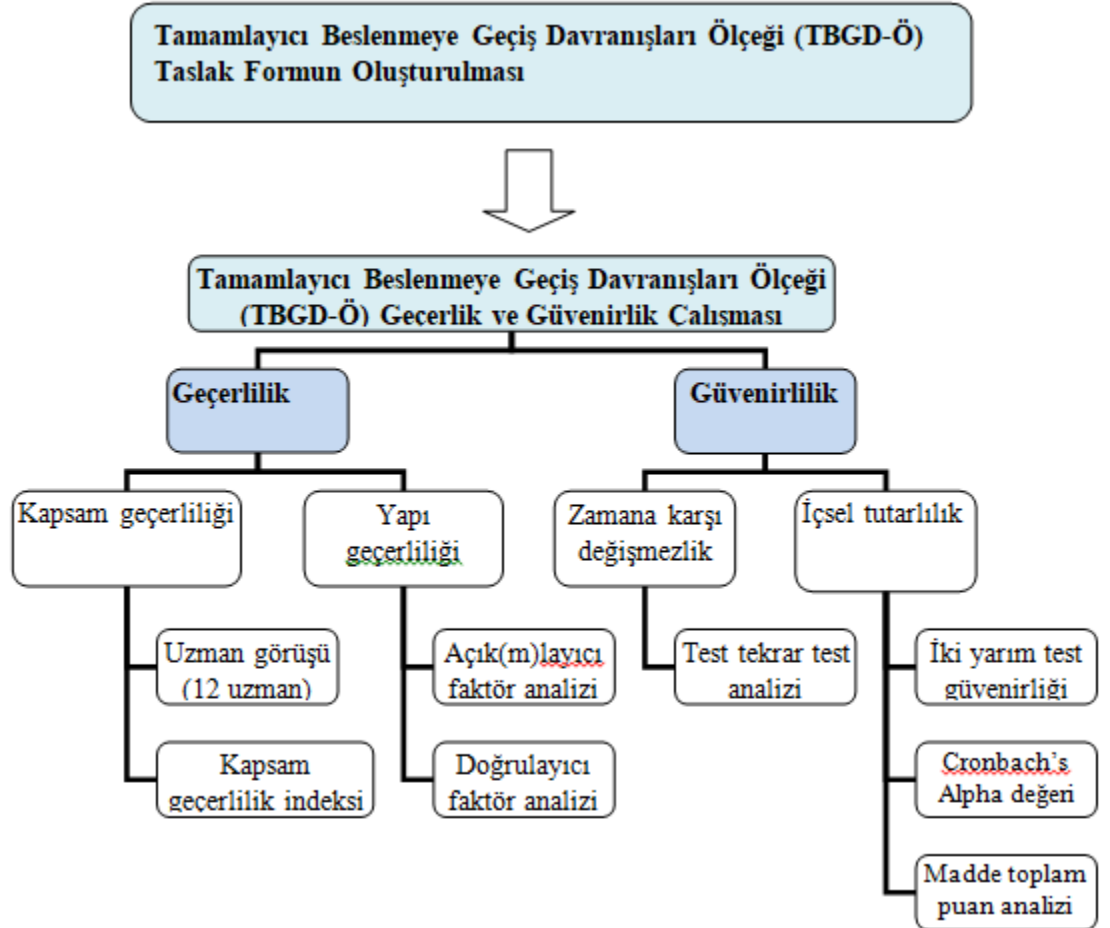 Tamamlayıcı Beslenmeye Geçiş Davranışları Ölçeği (TBGD-Ö)
Taslak Formun Oluşturulması
Tamamlayıcı Beslenmeye Geçiş Davranışları Ölçeği
(TBGD-Ö) Geçerlik ve Güvenirlik Çalışması
Geçerlilik
Güvenirlilik
Kapsam geçerliliği
Yapı
geçerliliği
Zamana karşı
değişmezlik
İçsel tutarlılık
Uzman görüşü
(12 uzman)
Açık(m)layıcı
faktör analizi
Test tekrar test
analizi
İki yarım test
güvenirliği
Kapsam
geçerlilik indeksi
Doğrulayıcı
faktör analizi
Cronbach's
Alpha değeri
Madde toplam
puan analizi